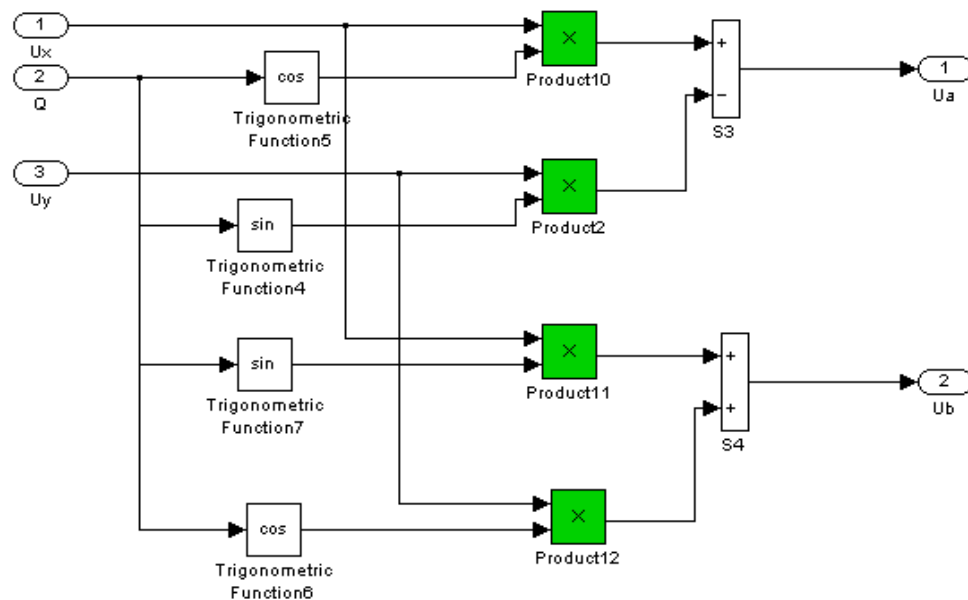 1
Ux
2
Q
3
Uy
cos
Trigonometric
Function5
sin
Trigonometric
Function4
sin
Trigonometric
Function7
cos
Trigonometric
Function6
×
Product10
×
Product2
×
Product11
×
Product12
+
−
S3
+
+
S4
1
Ua
2
Ub